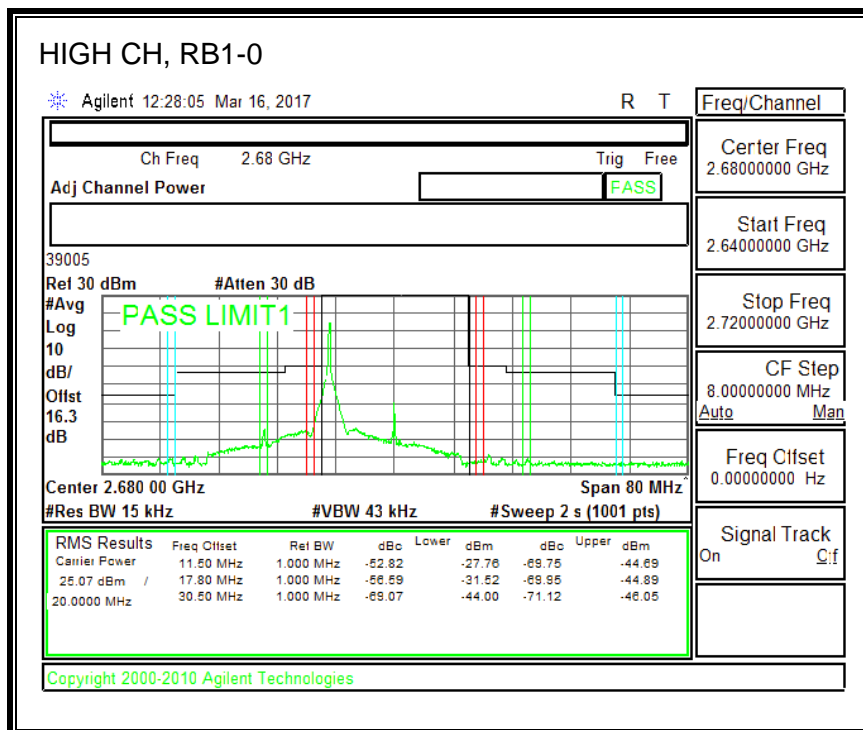 HIGH CH, RB1-0
Agilent 12:28:05 Mar 16, 2017 R T
Freq/Channel
Ch Freq 2.68 GHz Trig Free
Adj Channel Power PASS
Center Freq
2.68000000 GHz
Start Freq
2.64000000 GHz
Stop Freq
2.72000000 GHz
CF Step
8.00000000 MHz
Auto Man
Freq Offset
0.00000000 Hz
Signal Track
On Off
39005
Ref 30 dBm #Atten 30 dB
#Avg
Log
10
dB/
Offst
16.3
dB
PASS LIMIT1
Center 2.680 00 GHz Span 80 MHz
#Res BW 15 kHz #VBW 43 kHz #Sweep 2 s (1001 pts)
RMS Results Freq Offset Ref BW dBc Lower dBm dBc Upper dBm
Carrier Power 11.50 MHz 1.000 MHz -52.82 -27.76 -69.75 -44.69
25.07 dBm / 17.80 MHz 1.000 MHz -56.59 -31.52 -69.95 -44.89
20.0000 MHz 30.50 MHz 1.000 MHz -69.07 -44.00 -71.12 -46.05
Copyright 2000-2010 Agilent Technologies